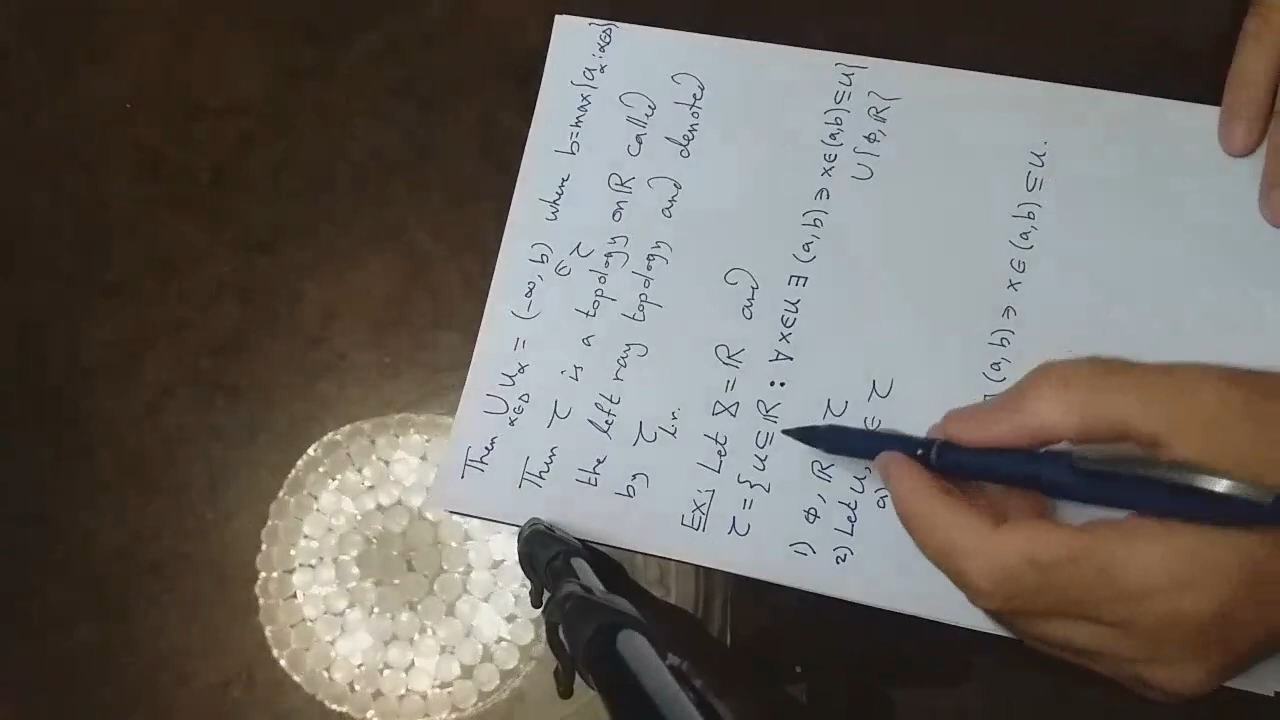 Then ⋃_{α∈Δ} U_α = (-∞, b) where b = max{a_α : α∈Δ}
∈ τ
Then τ is a topology on ℝ called
the left ray topology and denoted
by τ_{l.r.}
Ex: Let X = ℝ and
τ = {U ⊆ ℝ : ∀ x∈U ∃ (a,b) ∋ x∈(a,b) ⊆ U}
∪ {ϕ, ℝ}
1) ϕ, ℝ τ
2) Let U, ∈ τ
a)
(a,b) ∋ x∈(a,b) ⊆ U.